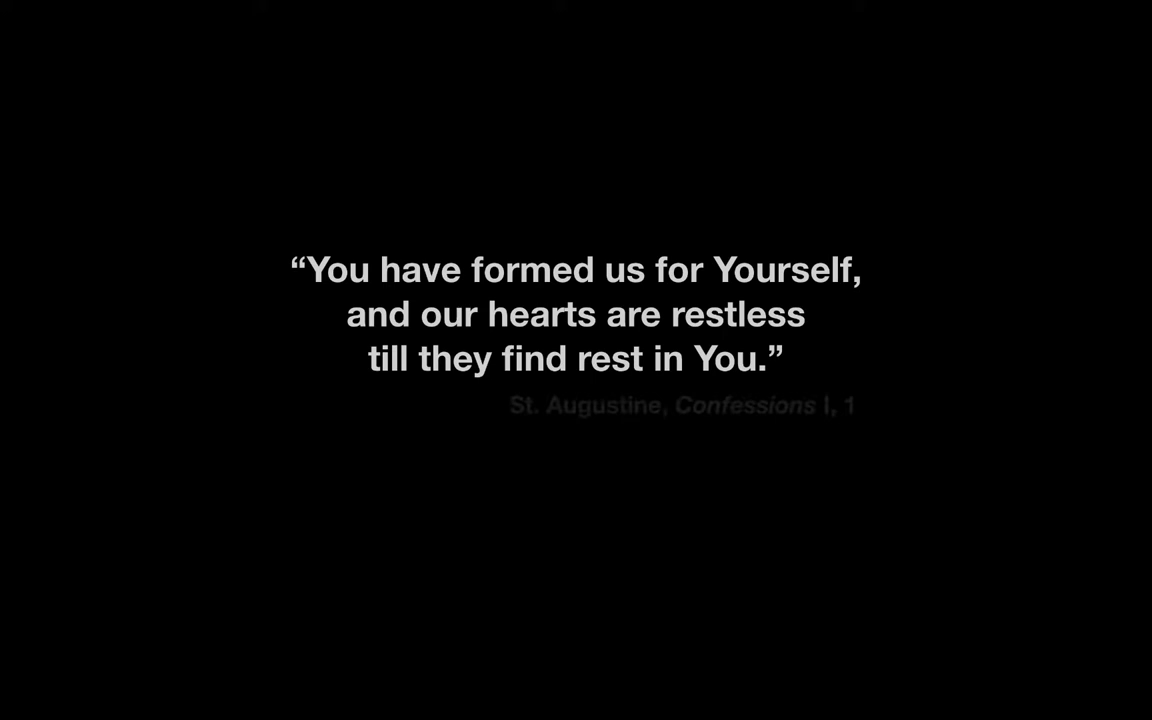 “You have formed us for Yourself,
and our hearts are restless
till they find rest in You.”
St. Augustine, Confessions I, 1